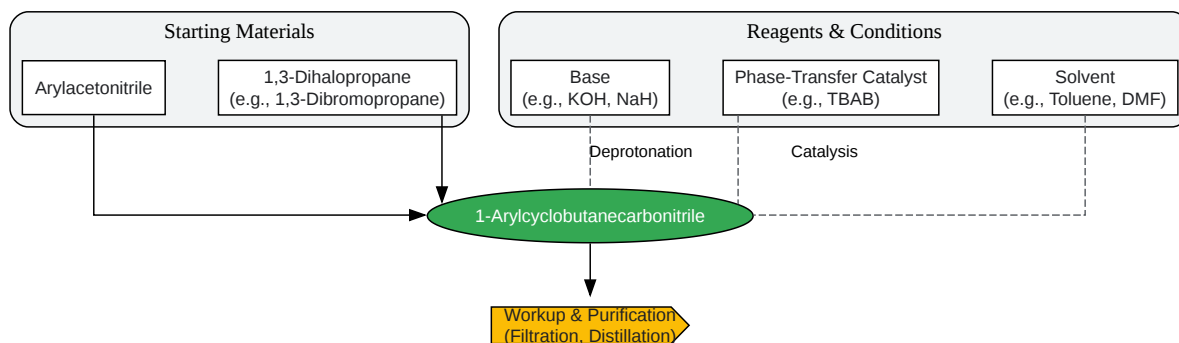 Starting Materials
Reagents & Conditions
Arylacetonitrile
1,3-Dihalopropane
(e.g., 1,3-Dibromopropane)
Base
(e.g., KOH, NaH)
Phase-Transfer Catalyst
(e.g., TBAB)
Solvent
(e.g., Toluene, DMF)
Deprotonation
Catalysis
1-Arylcyclobutanecarbonitrile
Workup & Purification
(Filtration, Distillation)